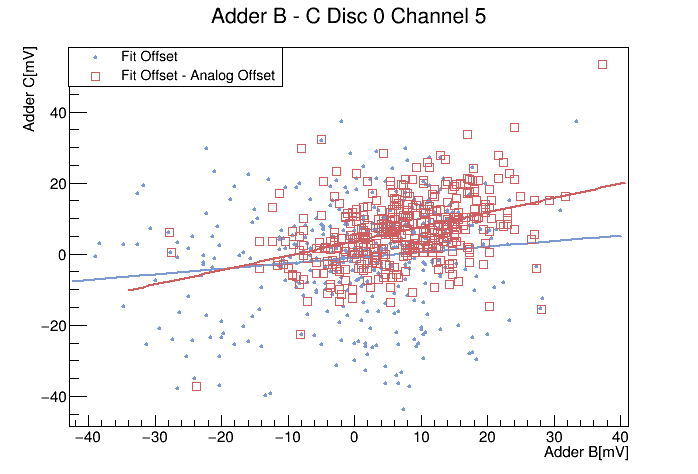 Adder B - C Disc 0 Channel 5
Adder C[mV]
Fit Offset
Fit Offset - Analog Offset
40
20
0
−20
−40
−40 −30 −20 −10 0 10 20 30 40
Adder B[mV]